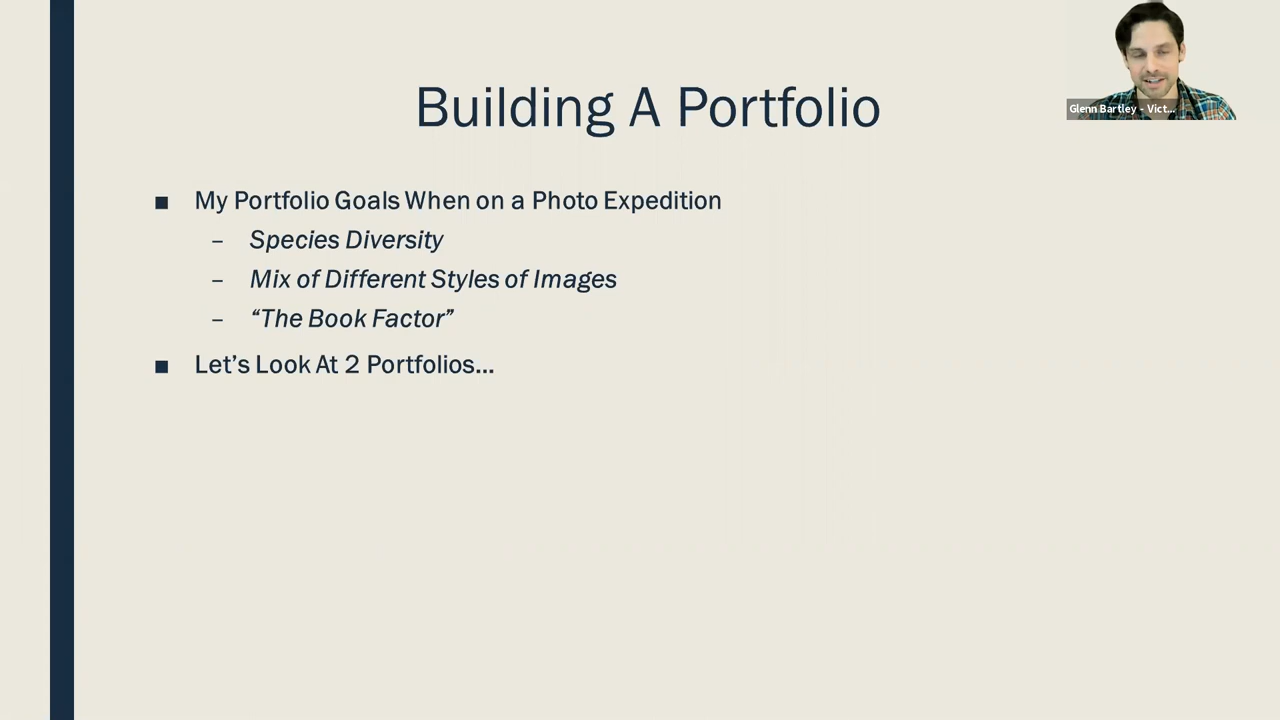 Building A Portfolio
Glenn Bartley - Vict...
■ My Portfolio Goals When on a Photo Expedition
– Species Diversity
– Mix of Different Styles of Images
– “The Book Factor”
■ Let’s Look At 2 Portfolios...